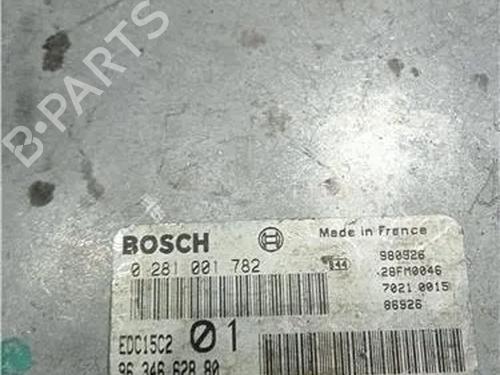 B-PARTS
BOSCH
Made in France
0 281 001 782
980926
28FM0046
7021 0015
86926
EDC15C2 01
96 346 628 80